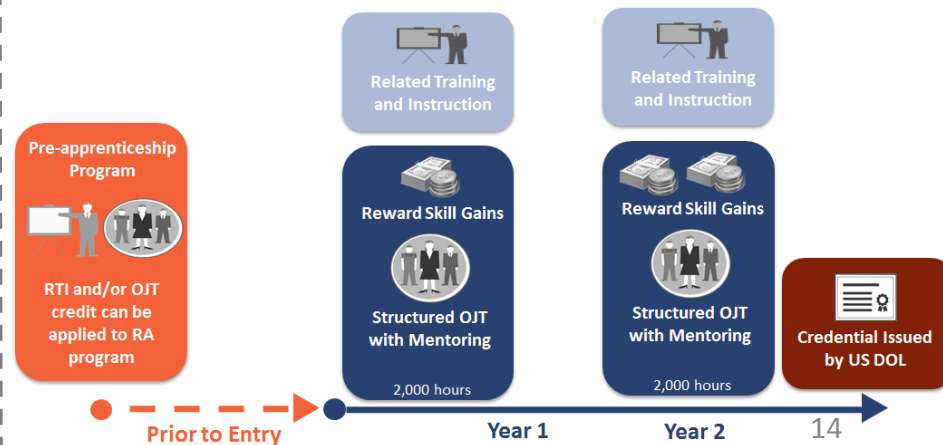 Pre-apprenticeship
Program
RTI and/or OJT
credit can be
applied to RA
program
Related Training
and Instruction
Reward Skill Gains
Structured OJT
with Mentoring
2,000 hours
Related Training
and Instruction
Reward Skill Gains
Structured OJT
with Mentoring
2,000 hours
Credential Issued
by US DOL
Prior to Entry
Year 1
Year 2
14